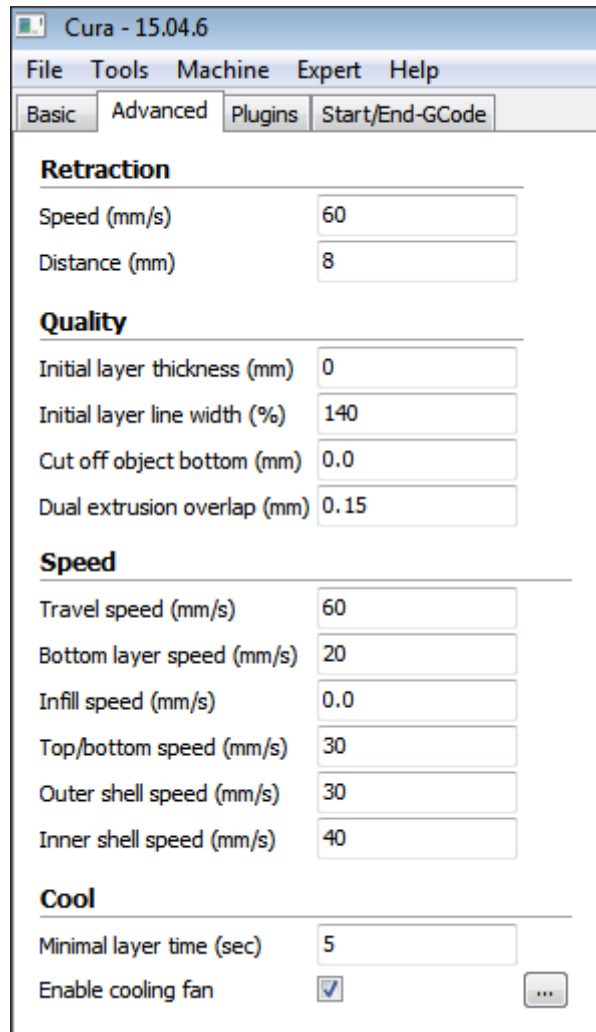 Cura - 15.04.6
File Tools Machine Expert Help
Basic Advanced Plugins Start/End-GCode
Retraction
Speed (mm/s) 60
Distance (mm) 8
Quality
Initial layer thickness (mm) 0
Initial layer line width (%) 140
Cut off object bottom (mm) 0.0
Dual extrusion overlap (mm) 0.15
Speed
Travel speed (mm/s) 60
Bottom layer speed (mm/s) 20
Infill speed (mm/s) 0.0
Top/bottom speed (mm/s) 30
Outer shell speed (mm/s) 30
Inner shell speed (mm/s) 40
Cool
Minimal layer time (sec) 5
Enable cooling fan ...